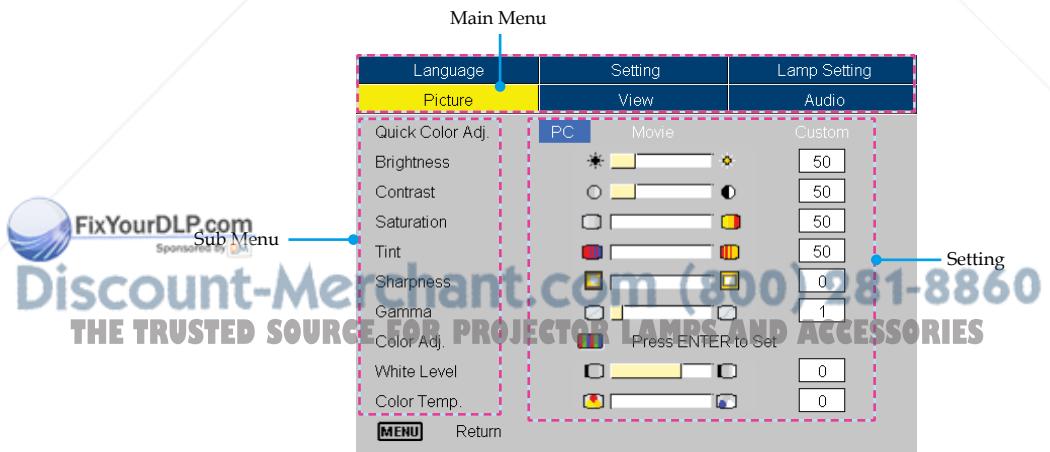 Main Menu
Language Setting Lamp Setting
Picture View Audio
Quick Color Adj. PC Movie Custom
Brightness 50
Contrast 50
Saturation 50
FixYourDLP.com
Sponsored by DM
Sub Menu
Tint 50
Setting
Sharpness 0
Discount-Merchant.com (800) 281-8860
Gamma 1
THE TRUSTED SOURCE FOR PROJECTOR LAMPS AND ACCESSORIES
Color Adj. Press ENTER to Set
White Level 0
Color Temp. 0
MENU Return